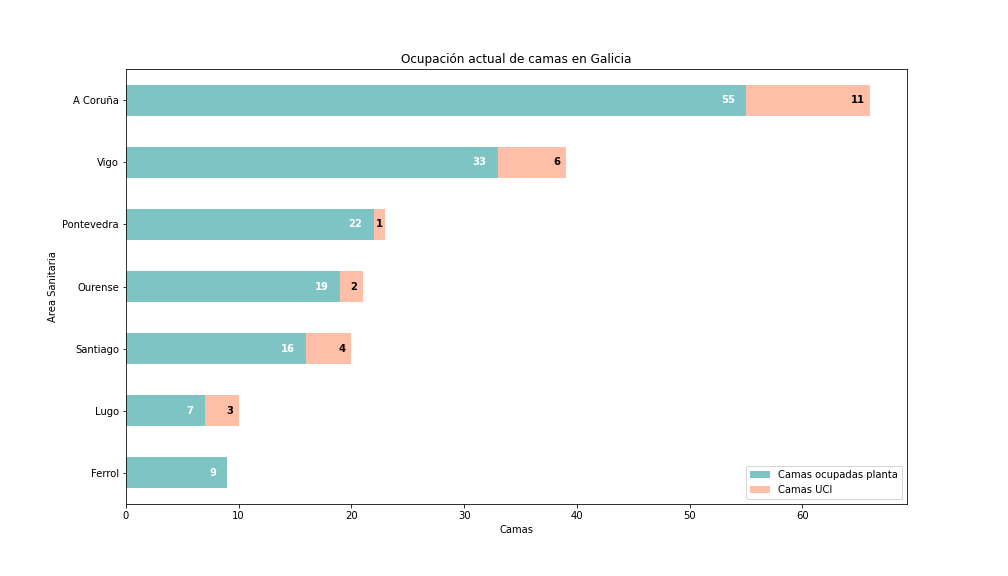 Ocupación actual de camas en Galicia
A Coruña 55 11
Vigo 33 6
Pontevedra 22 1
Ourense 19 2
Santiago 16 4
Lugo 7 3
Ferrol 9
Area Sanitaria
Camas ocupadas planta
Camas UCI
0 10 20 30 40 50 60
Camas